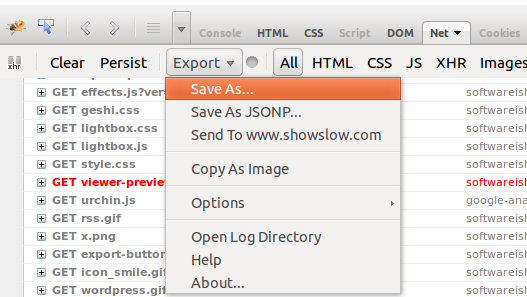 Console HTML CSS Script DOM Net Cookies
Clear Persist Export All HTML CSS JS XHR Images
GET effects.js?ver softwareish
GET geshi.css softwareish
GET lightbox.css softwareish
GET lightbox.js softwareish
GET style.css softwareish
GET viewer-previe softwareish
GET urchin.js google-ana
GET rss.gif softwareish
GET x.png softwareish
GET export-button softwareish
GET icon_smile.gif softwareish
GET wordpress.gif softwareish
Save As...
Save As JSONP...
Send To www.showslow.com
Copy As Image
Options
Open Log Directory
Help
About...